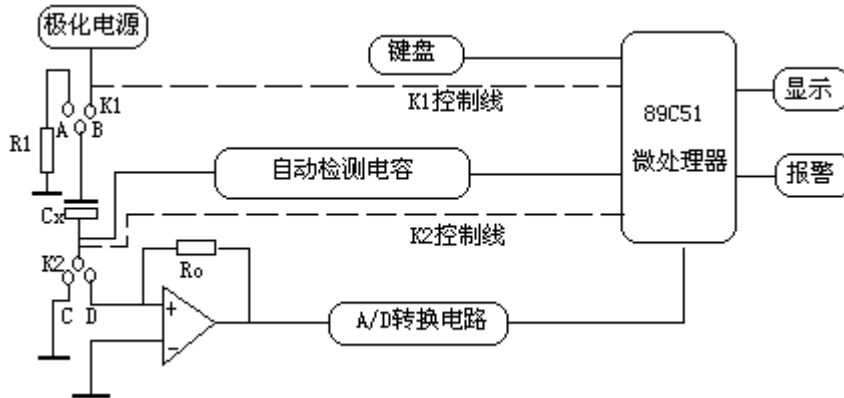 极化电源
键盘
K1
K1控制线
显示
A
B
R1
89C51
微处理器
自动检测电容
报警
Cx
K2控制线
K2
Ro
C
D
+
A/D转换电路
-